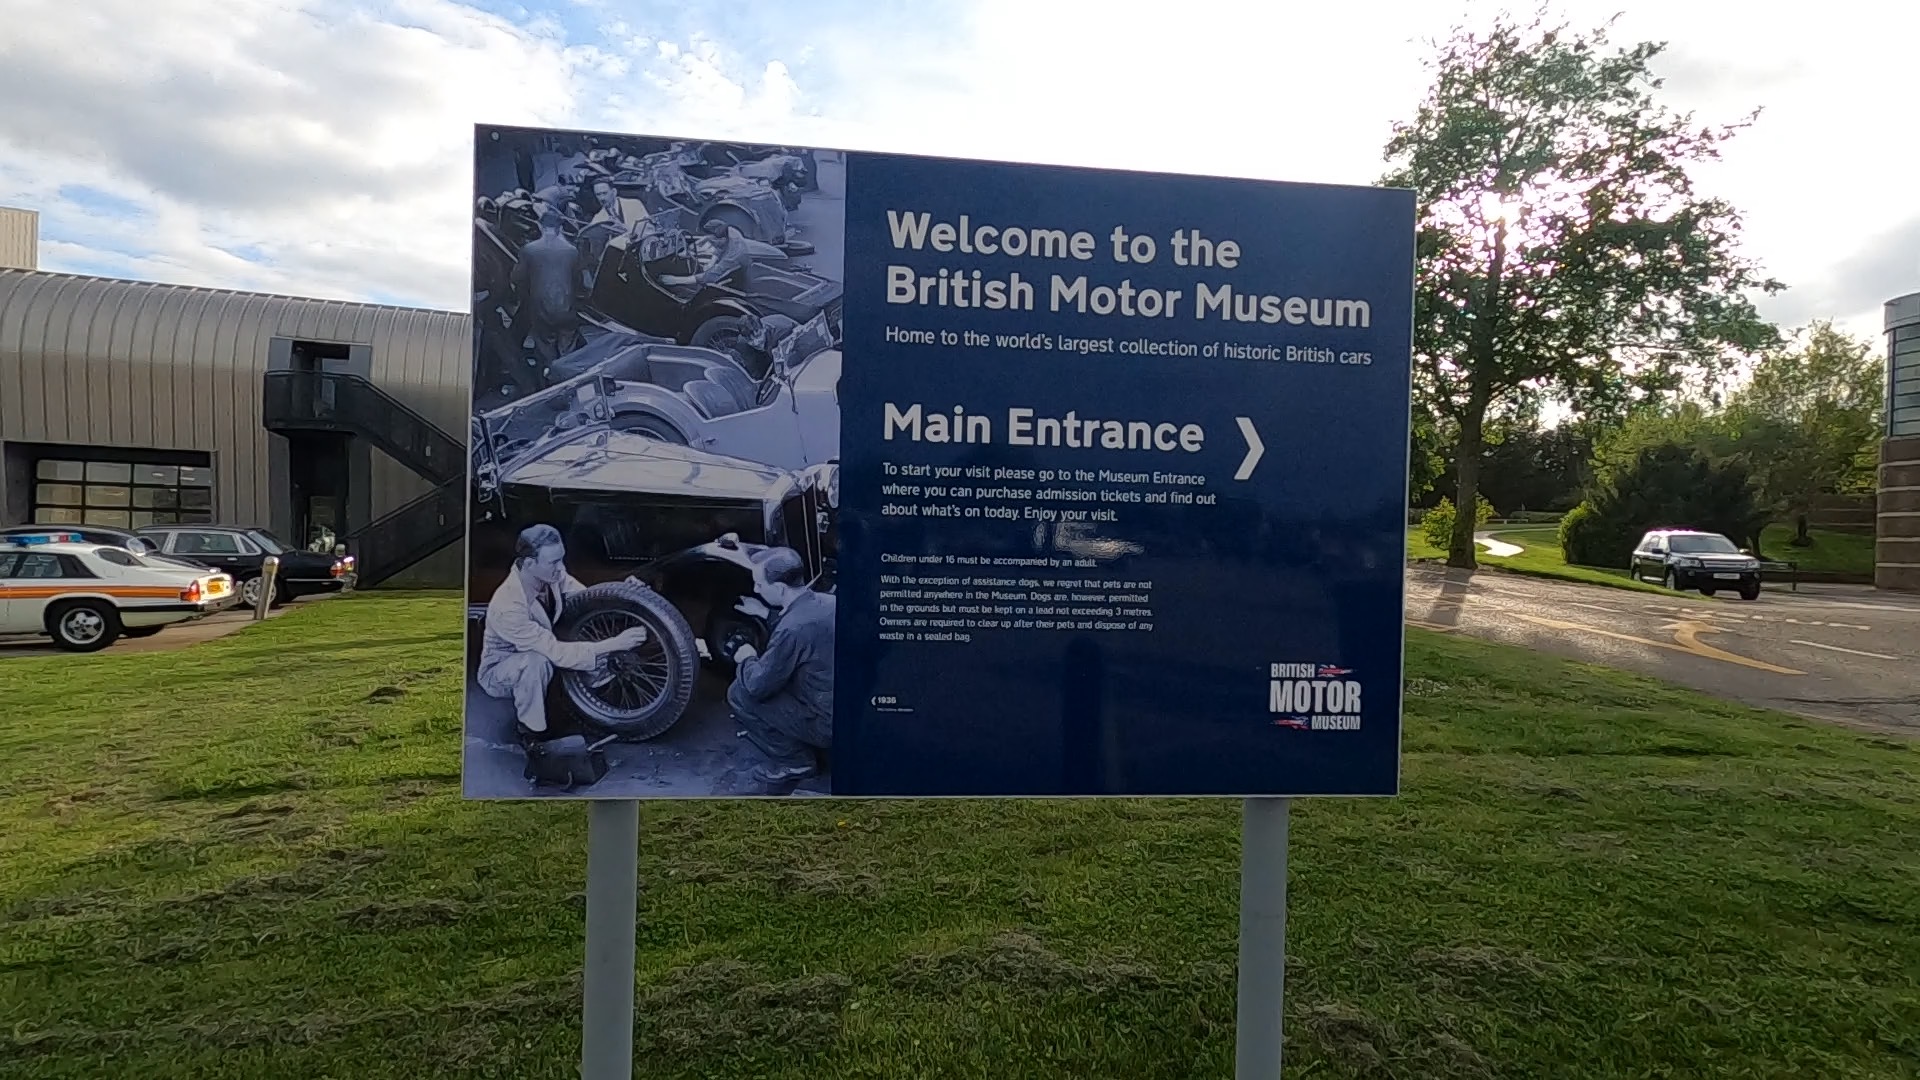 Welcome to the
British Motor Museum
Home to the world's largest collection of historic British cars
Main Entrance
To start your visit please go to the Museum Entrance
where you can purchase admission tickets and find out
about what's on today. Enjoy your visit.
Children under 16 must be accompanied by an adult.
With the exception of assistance dogs, we regret that pets are not
permitted anywhere in the Museum. Dogs are, however, permitted
in the grounds but must be kept on a lead not exceeding 3 metres.
Owners are required to clear up after their pets and dispose of any
waste in a sealed bag.
1936
BRITISH
MOTOR
MUSEUM